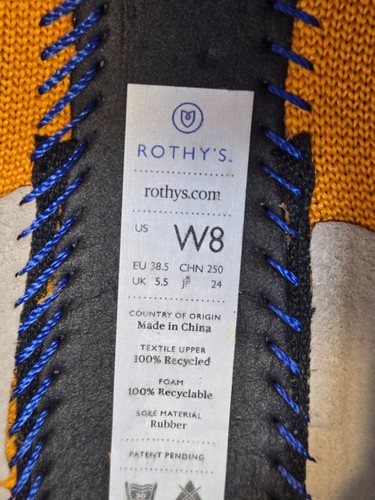 ROTHY'S
rothys.com
US W8
EU 38.5 CHN 250
UK 5.5 JP 24
COUNTRY OF ORIGIN
Made in China
TEXTILE UPPER
100% Recycled
FOAM
100% Recyclable
SOLE MATERIAL
Rubber
PATENT PENDING